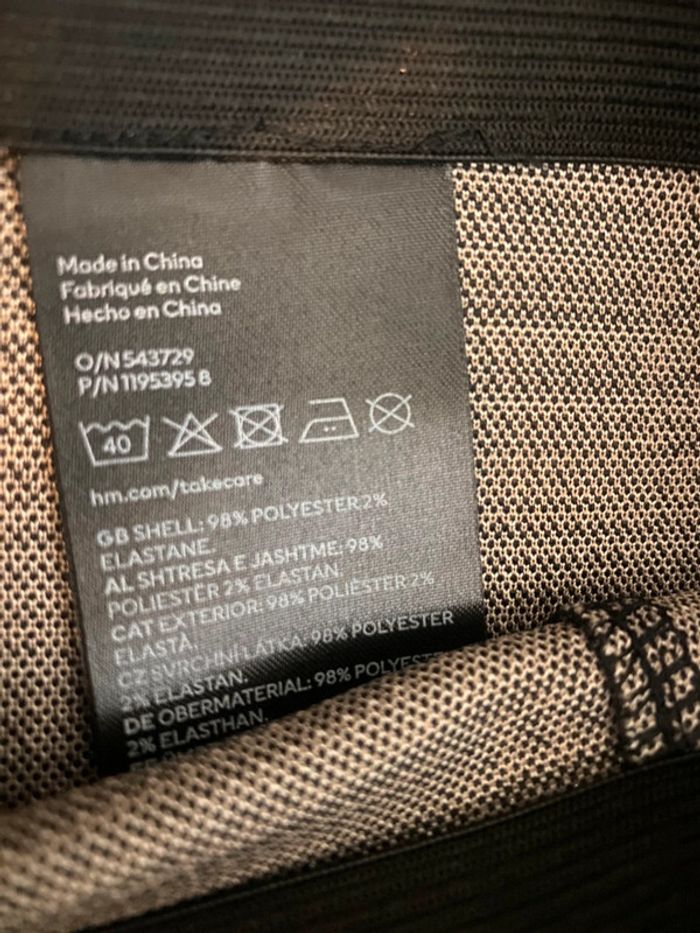 Made in China
Fabriqué en Chine
Hecho en China
O/N 543729
P/N 1195395 8
40
hm.com/takecare
GB SHELL: 98% POLYESTER 2%
ELASTANE.
AL SHTRESA E JASHTME: 98%
POLIESTER 2% ELASTAN.
CAT EXTERIOR: 98% POLIÈSTER 2%
ELASTÀ.
CZ SVRCHNÍ LÁTKA: 98% POLYESTER
2% ELASTAN.
DE OBERMATERIAL: 98% POLYESTER
2% ELASTHAN.